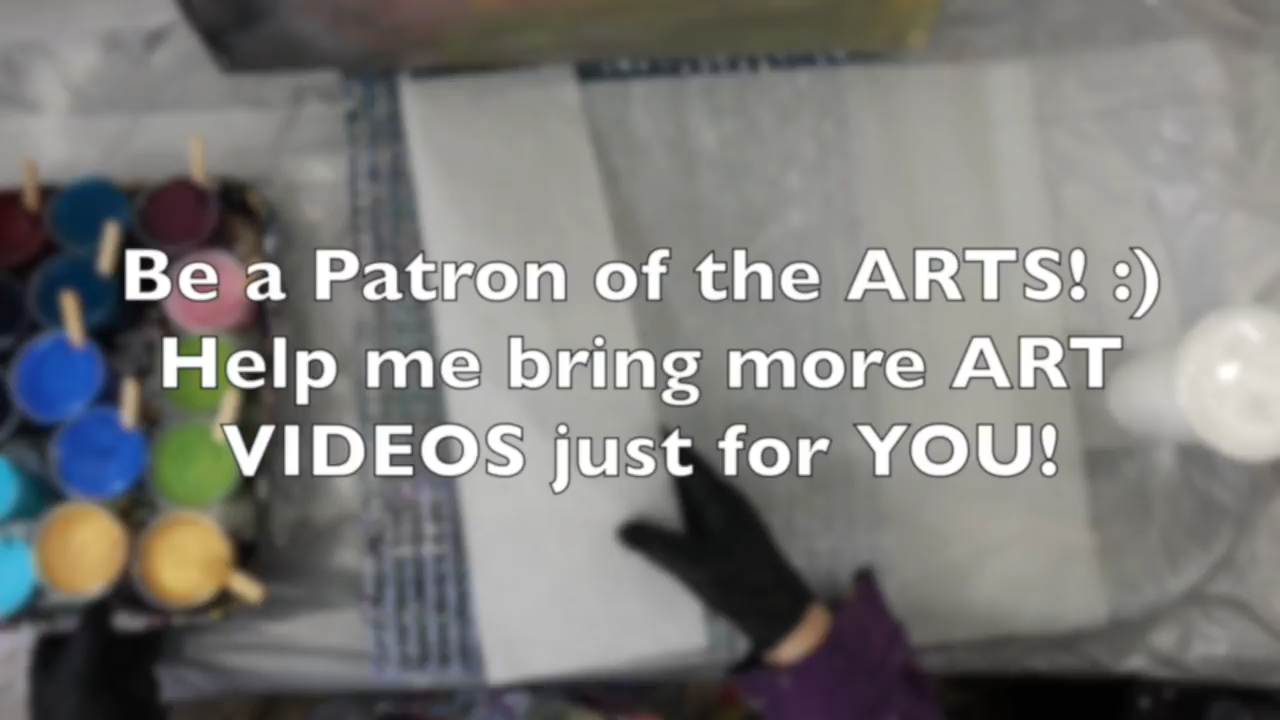 Be a Patron of the ARTS! :)
Help me bring more ART
VIDEOS just for YOU!